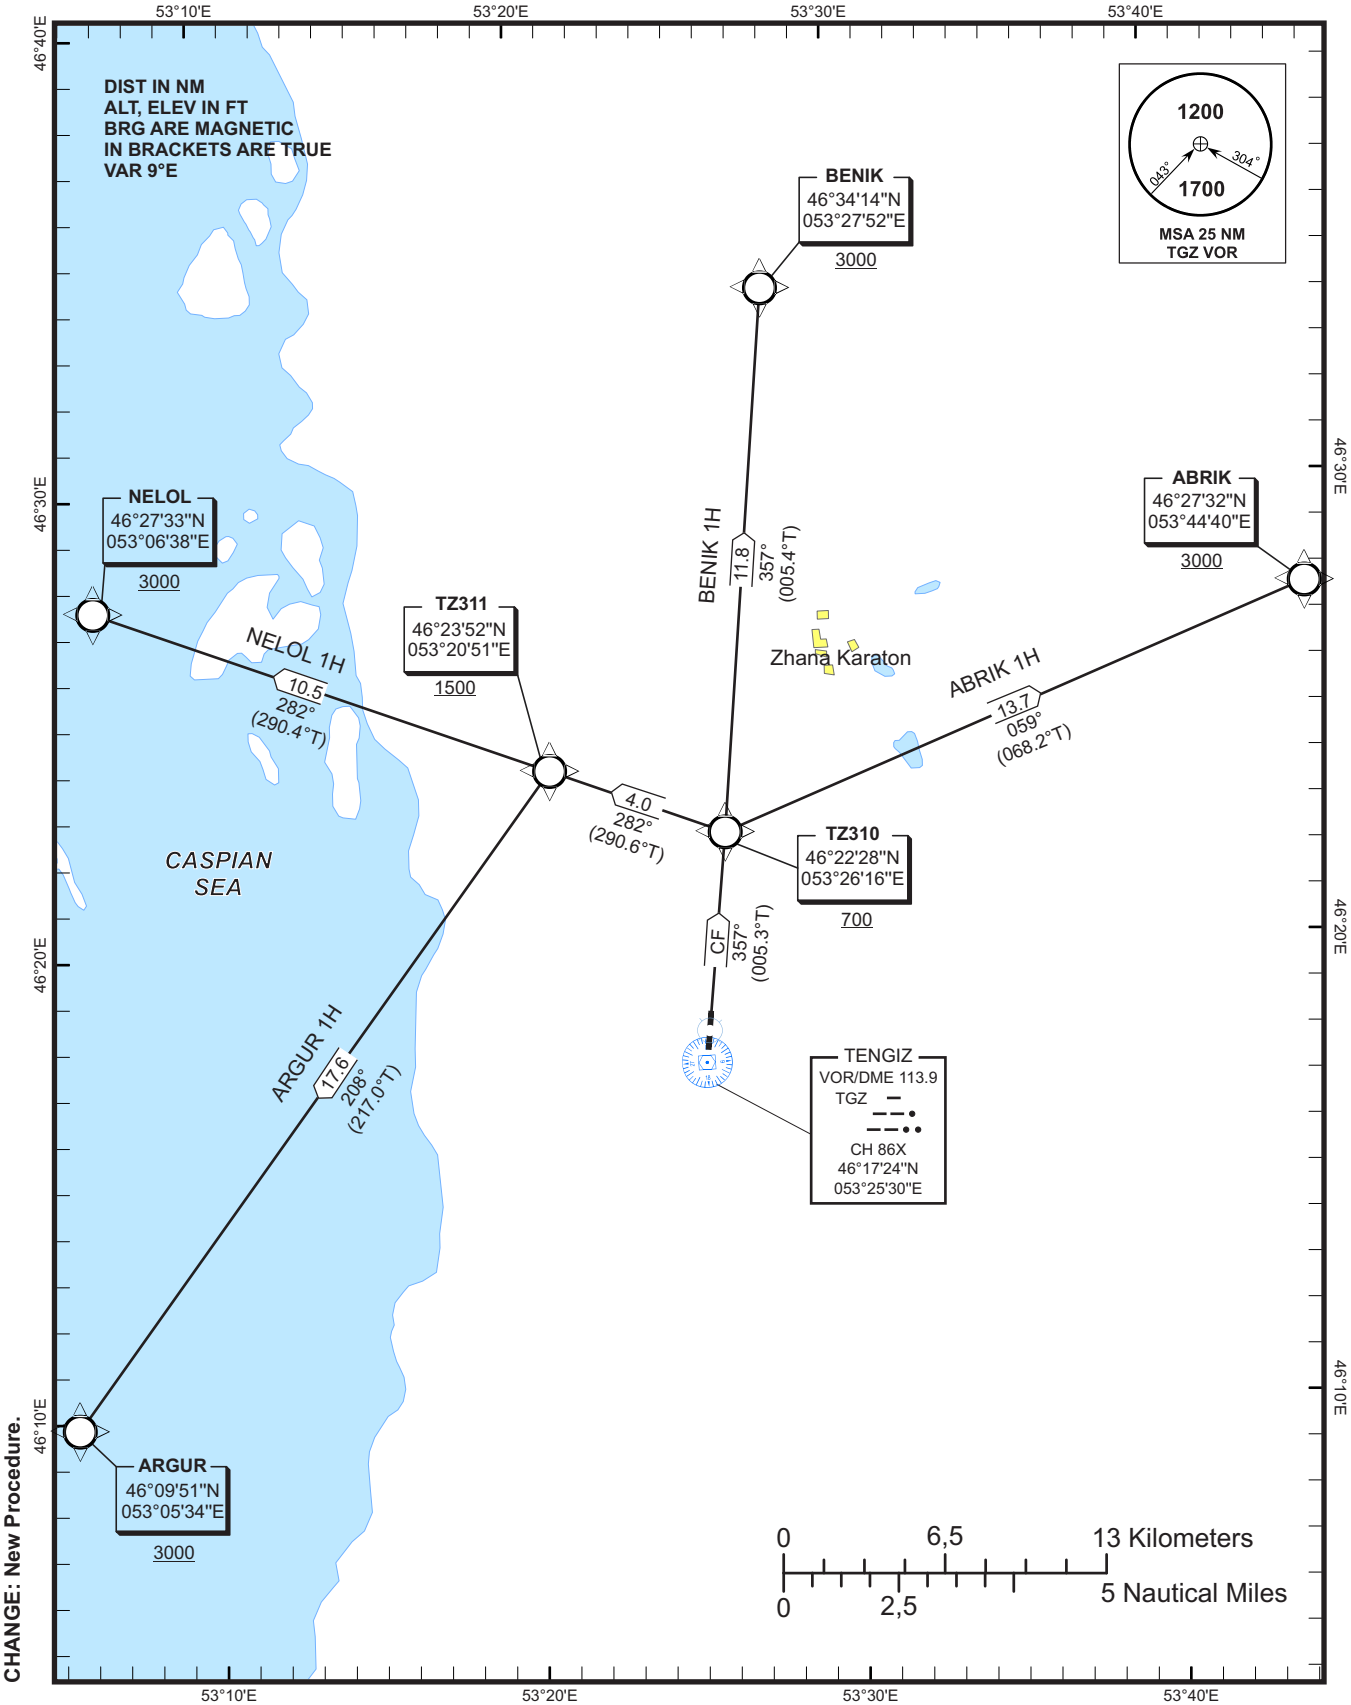 53°10'E
53°20'E
53°30'E
53°40'E
46°40'E
DIST IN NM
ALT, ELEV IN FT
BRG ARE MAGNETIC
IN BRACKETS ARE TRUE
VAR 9°E
1200
043°
304°
1700
MSA 25 NM
TGZ VOR
BENIK
46°34'14"N
053°27'52"E
3000
46°30'E
46°30'E
NELOL
46°27'33"N
053°06'38"E
3000
ABRIK
46°27'32"N
053°44'40"E
3000
BENIK 1H
11.8
357°
(005.4°T)
TZ311
46°23'52"N
053°20'51"E
1500
NELOL 1H
10.5
282°
(290.4°T)
Zhana Karaton
ABRIK 1H
13.7
059°
(068.2°T)
4.0
282°
(290.6°T)
TZ310
46°22'28"N
053°26'16"E
700
CASPIAN
SEA
46°20'E
46°20'E
CF
357°
(005.3°T)
ARGUR 1H
17.6
208°
(217.0°T)
TENGIZ
VOR/DME 113.9
TGZ
CH 86X
46°17'24"N
053°25'30"E
46°10'E
46°10'E
ARGUR
46°09'51"N
053°05'34"E
3000
CHANGE: New Procedure.
0
6,5
13 Kilometers
0
2,5
5 Nautical Miles
53°10'E
53°20'E
53°30'E
53°40'E